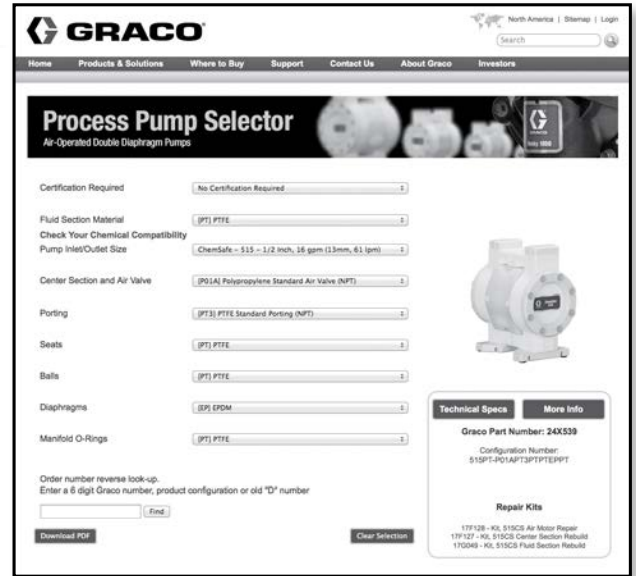 GRACO
North America | Sitemap | Login
Search
Home Products & Solutions Where to Buy Support Contact Us About Graco Investors
Process Pump Selector
Air-Operated Double Diaphragm Pumps
Certification Required No Certification Required
Fluid Section Material [PT] PTFE
Check Your Chemical Compatibility
Pump Inlet/Outlet Size ChemSafe – 515 – 1/2 inch, 16 gpm (13mm, 61 lpm)
Center Section and Air Valve [P01A] Polypropylene Standard Air Valve (NPT)
Porting [PT3] PTFE Standard Porting (NPT)
Seats [PT] PTFE
Balls [PT] PTFE
Diaphragms [EP] EPDM
Manifold O-Rings [PT] PTFE
Order number reverse look-up.
Enter a 6 digit Graco number, product configuration or old "D" number
Find
Download PDF Clear Selection
Technical Specs More Info
Graco Part Number: 24X539
Configuration Number:
515PT-P01APT3PTPTEPPT
Repair Kits
17F128 - Kit, 515CS Air Motor Repair
17F127 - Kit, 515CS Center Section Rebuild
17G049 - Kit, 515CS Fluid Section Rebuild